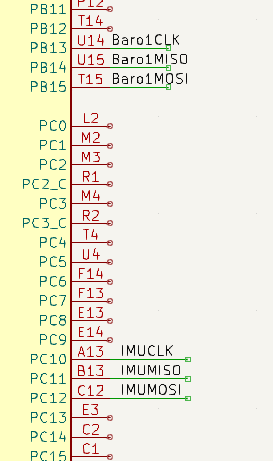 PB11 P12
PB12 T14
PB13 U14 Baro1CLK
PB14 U15 Baro1MISO
PB15 T15 Baro1MOSI
PC0 L2
PC1 M2
PC2 M3
PC2_C R1
PC3 M4
PC3_C R2
PC4 T4
PC5 U4
PC6 F14
PC7 F13
PC8 E13
PC9 E14
PC10 A13 IMUCLK
PC11 B13 IMUMISO
PC12 C12 IMUMOSI
PC13 E3
PC14 C2
PC15 C1